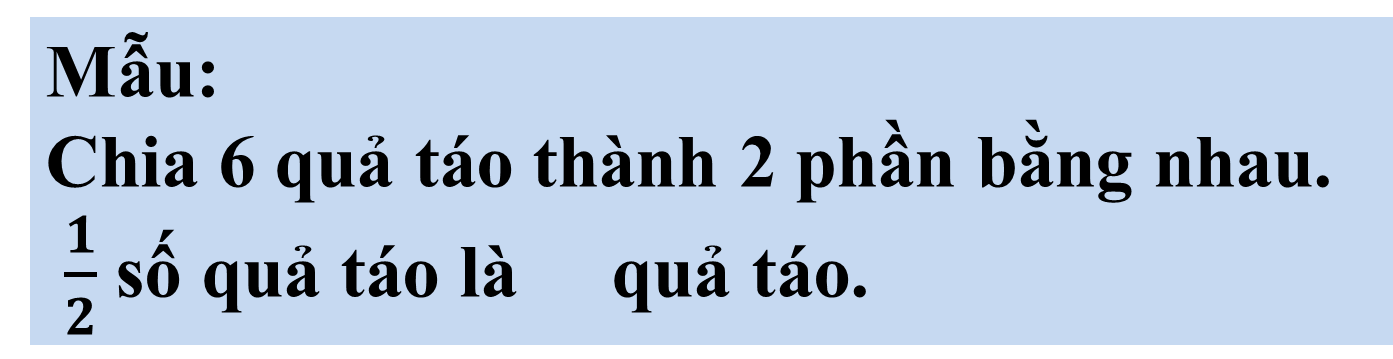 Mẫu:
Chia 6 quả táo thành 2 phần bằng nhau.
1/2 số quả táo là quả táo.